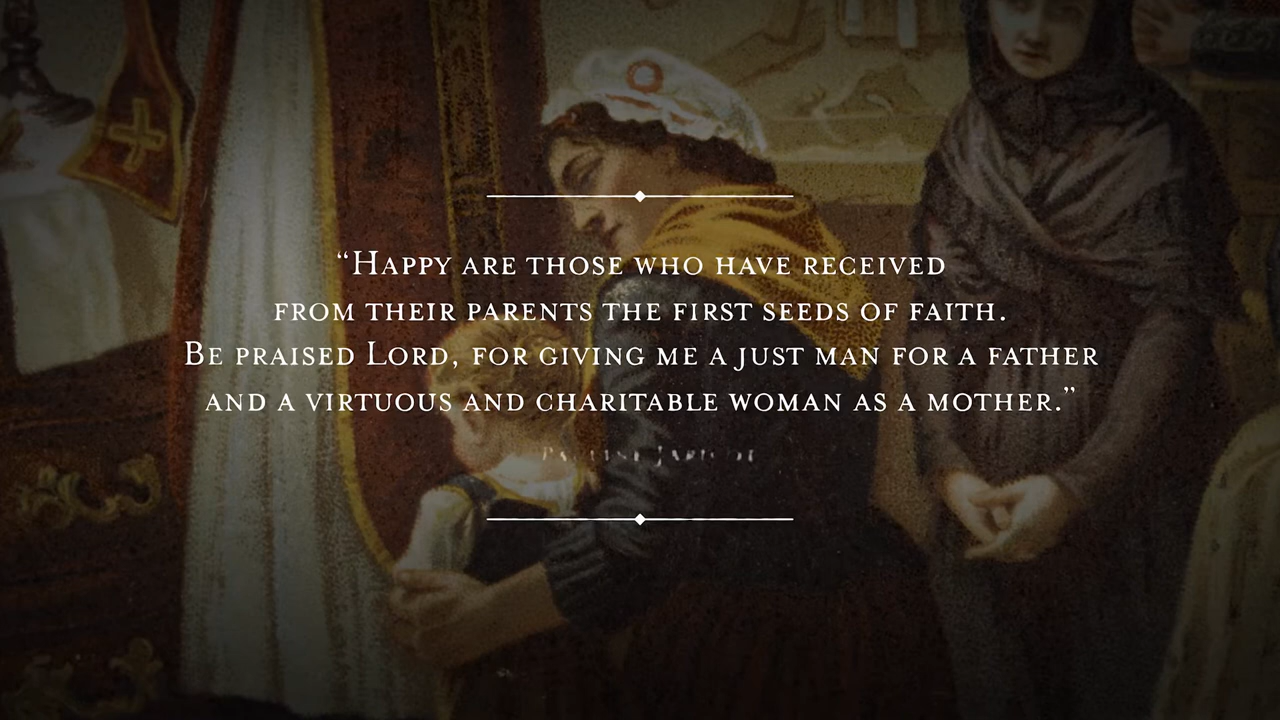 “Happy are those who have received
from their parents the first seeds of faith.
Be praised Lord, for giving me a just man for a father
and a virtuous and charitable woman as a mother.”